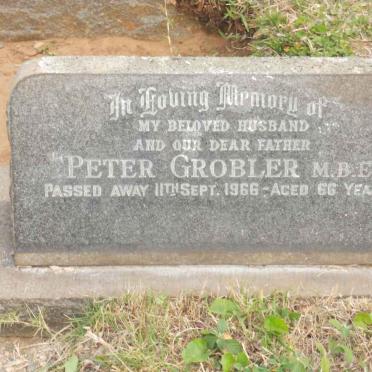 In Loving Memory of
MY BELOVED HUSBAND
AND OUR DEAR FATHER
PETER GROBLER M.B.E
PASSED AWAY 11TH SEPT. 1966 - AGED 66 YEA